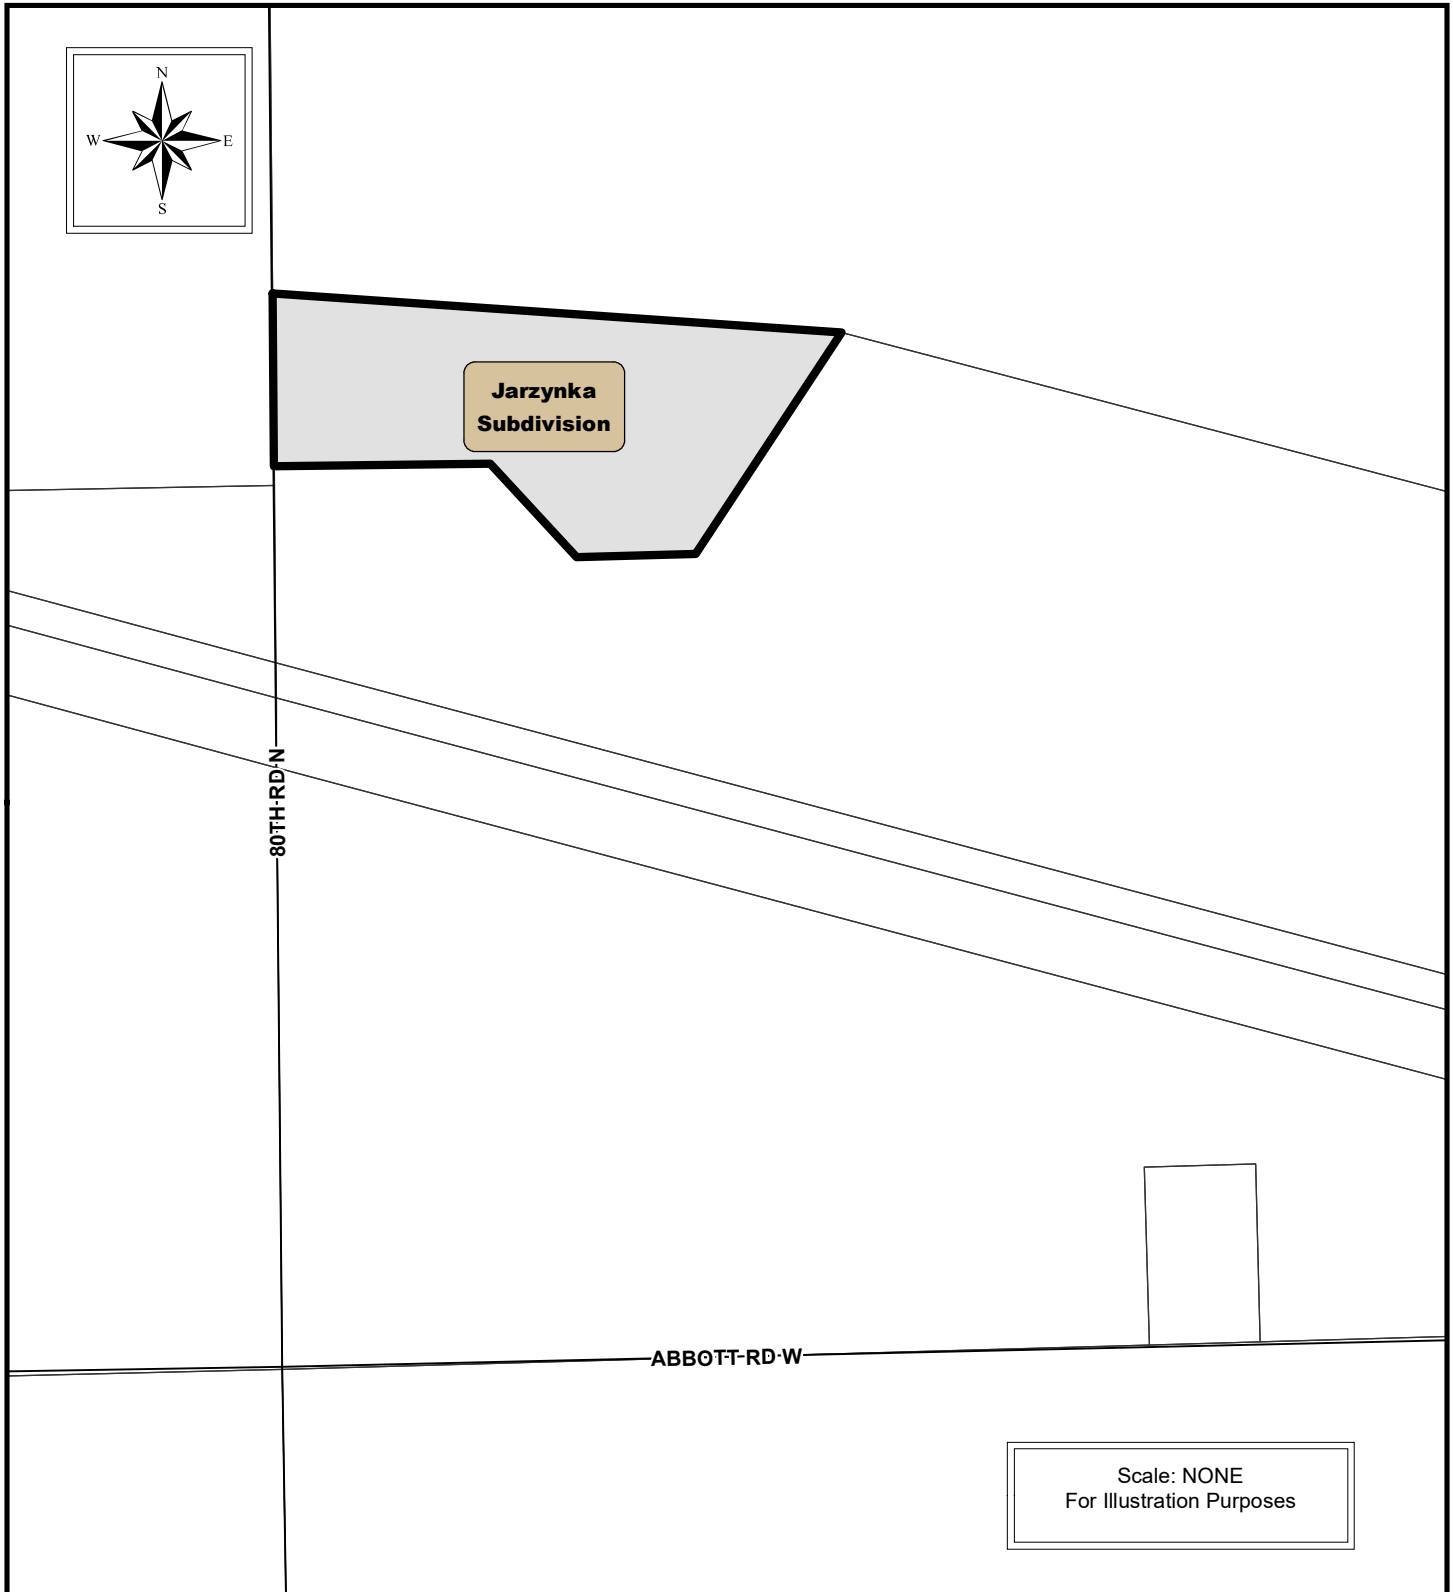 N
W
E
S
Jarzynka
Subdivision
80TH RD N
ABBOTT RD W
Scale: NONE
For Illustration Purposes